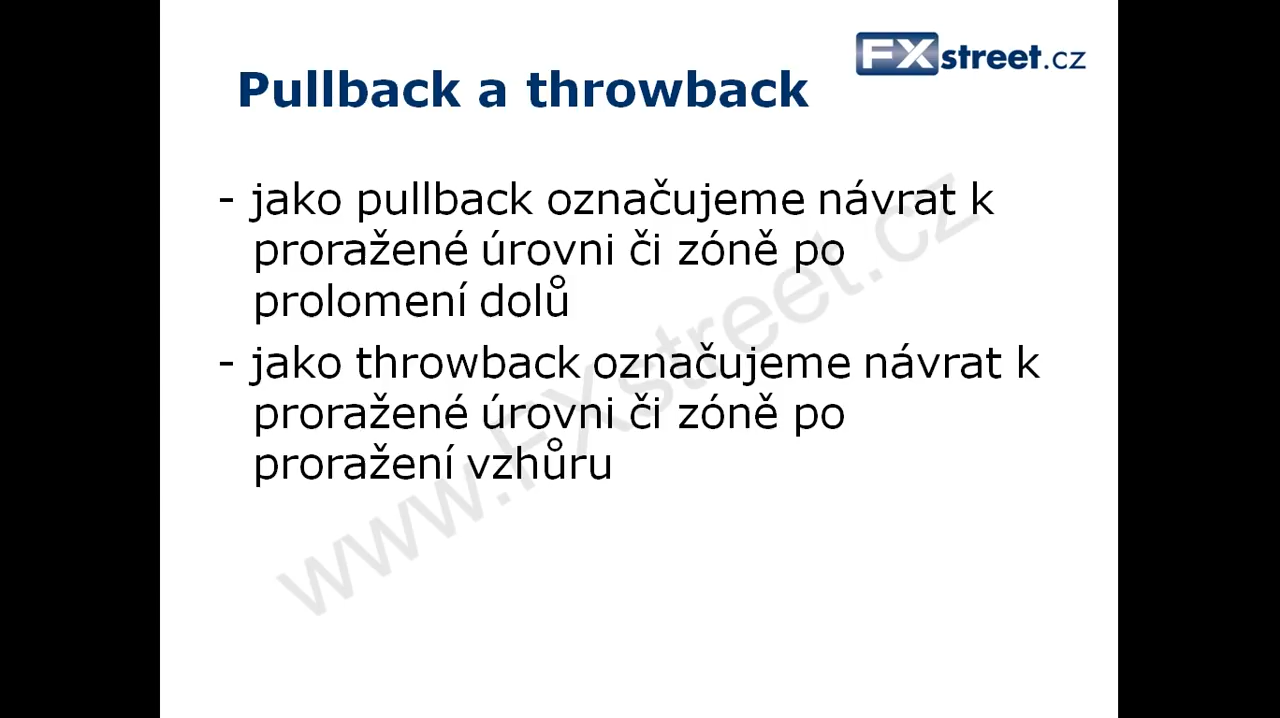 FXstreet.cz
Pullback a throwback
- jako pullback označujeme návrat k
proražené úrovni či zóně po
prolomení dolů
- jako throwback označujeme návrat k
proražené úrovni či zóně po
proražení vzhůru
www.FXstreet.cz